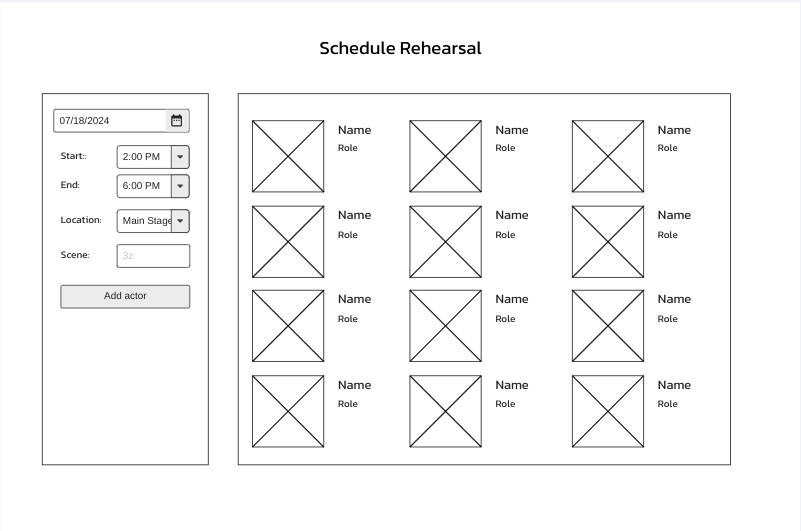 Schedule Rehearsal
07/18/2024
Start::
2:00 PM
End:
6:00 PM
Location:
Main Stage
Scene:
3z
Add actor
Name
Role
Name
Role
Name
Role
Name
Role
Name
Role
Name
Role
Name
Role
Name
Role
Name
Role
Name
Role
Name
Role
Name
Role